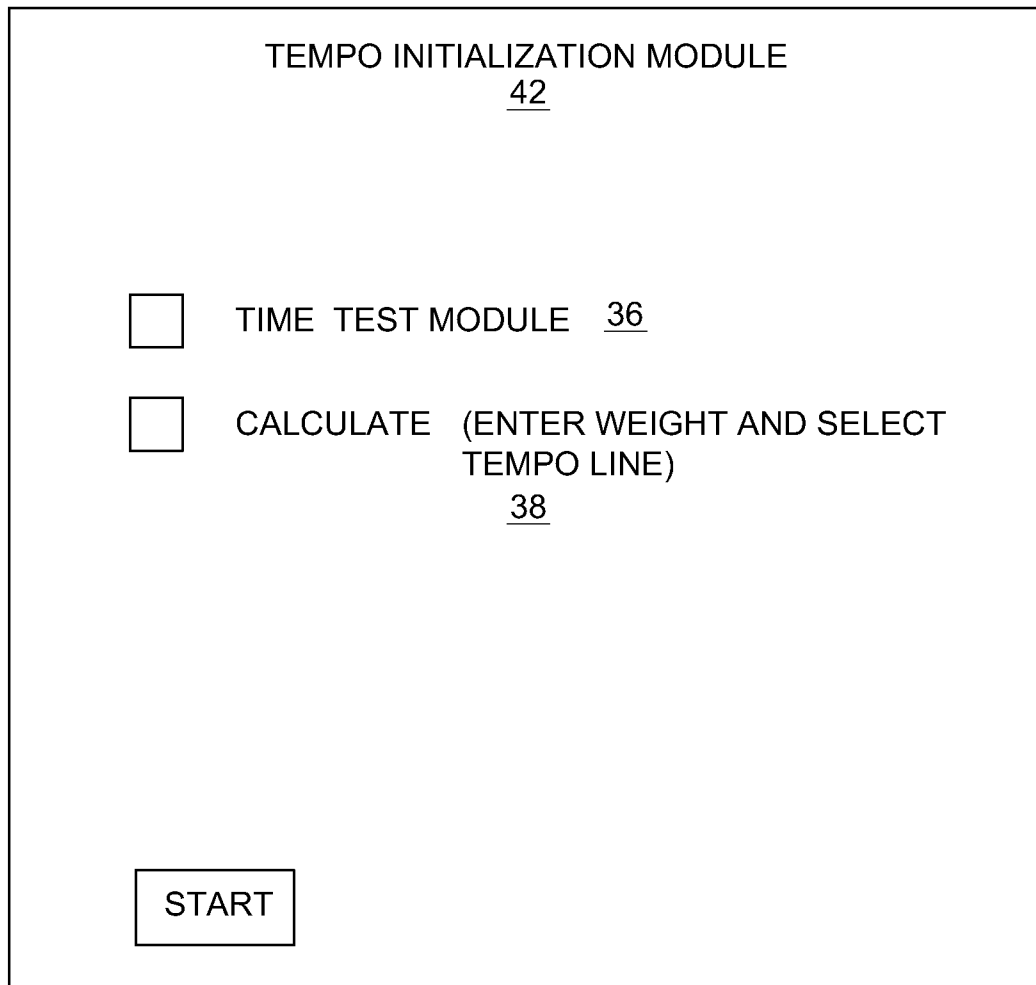 TEMPO INITIALIZATION MODULE
42
TIME TEST MODULE 36
CALCULATE (ENTER WEIGHT AND SELECT
TEMPO LINE)
38
START